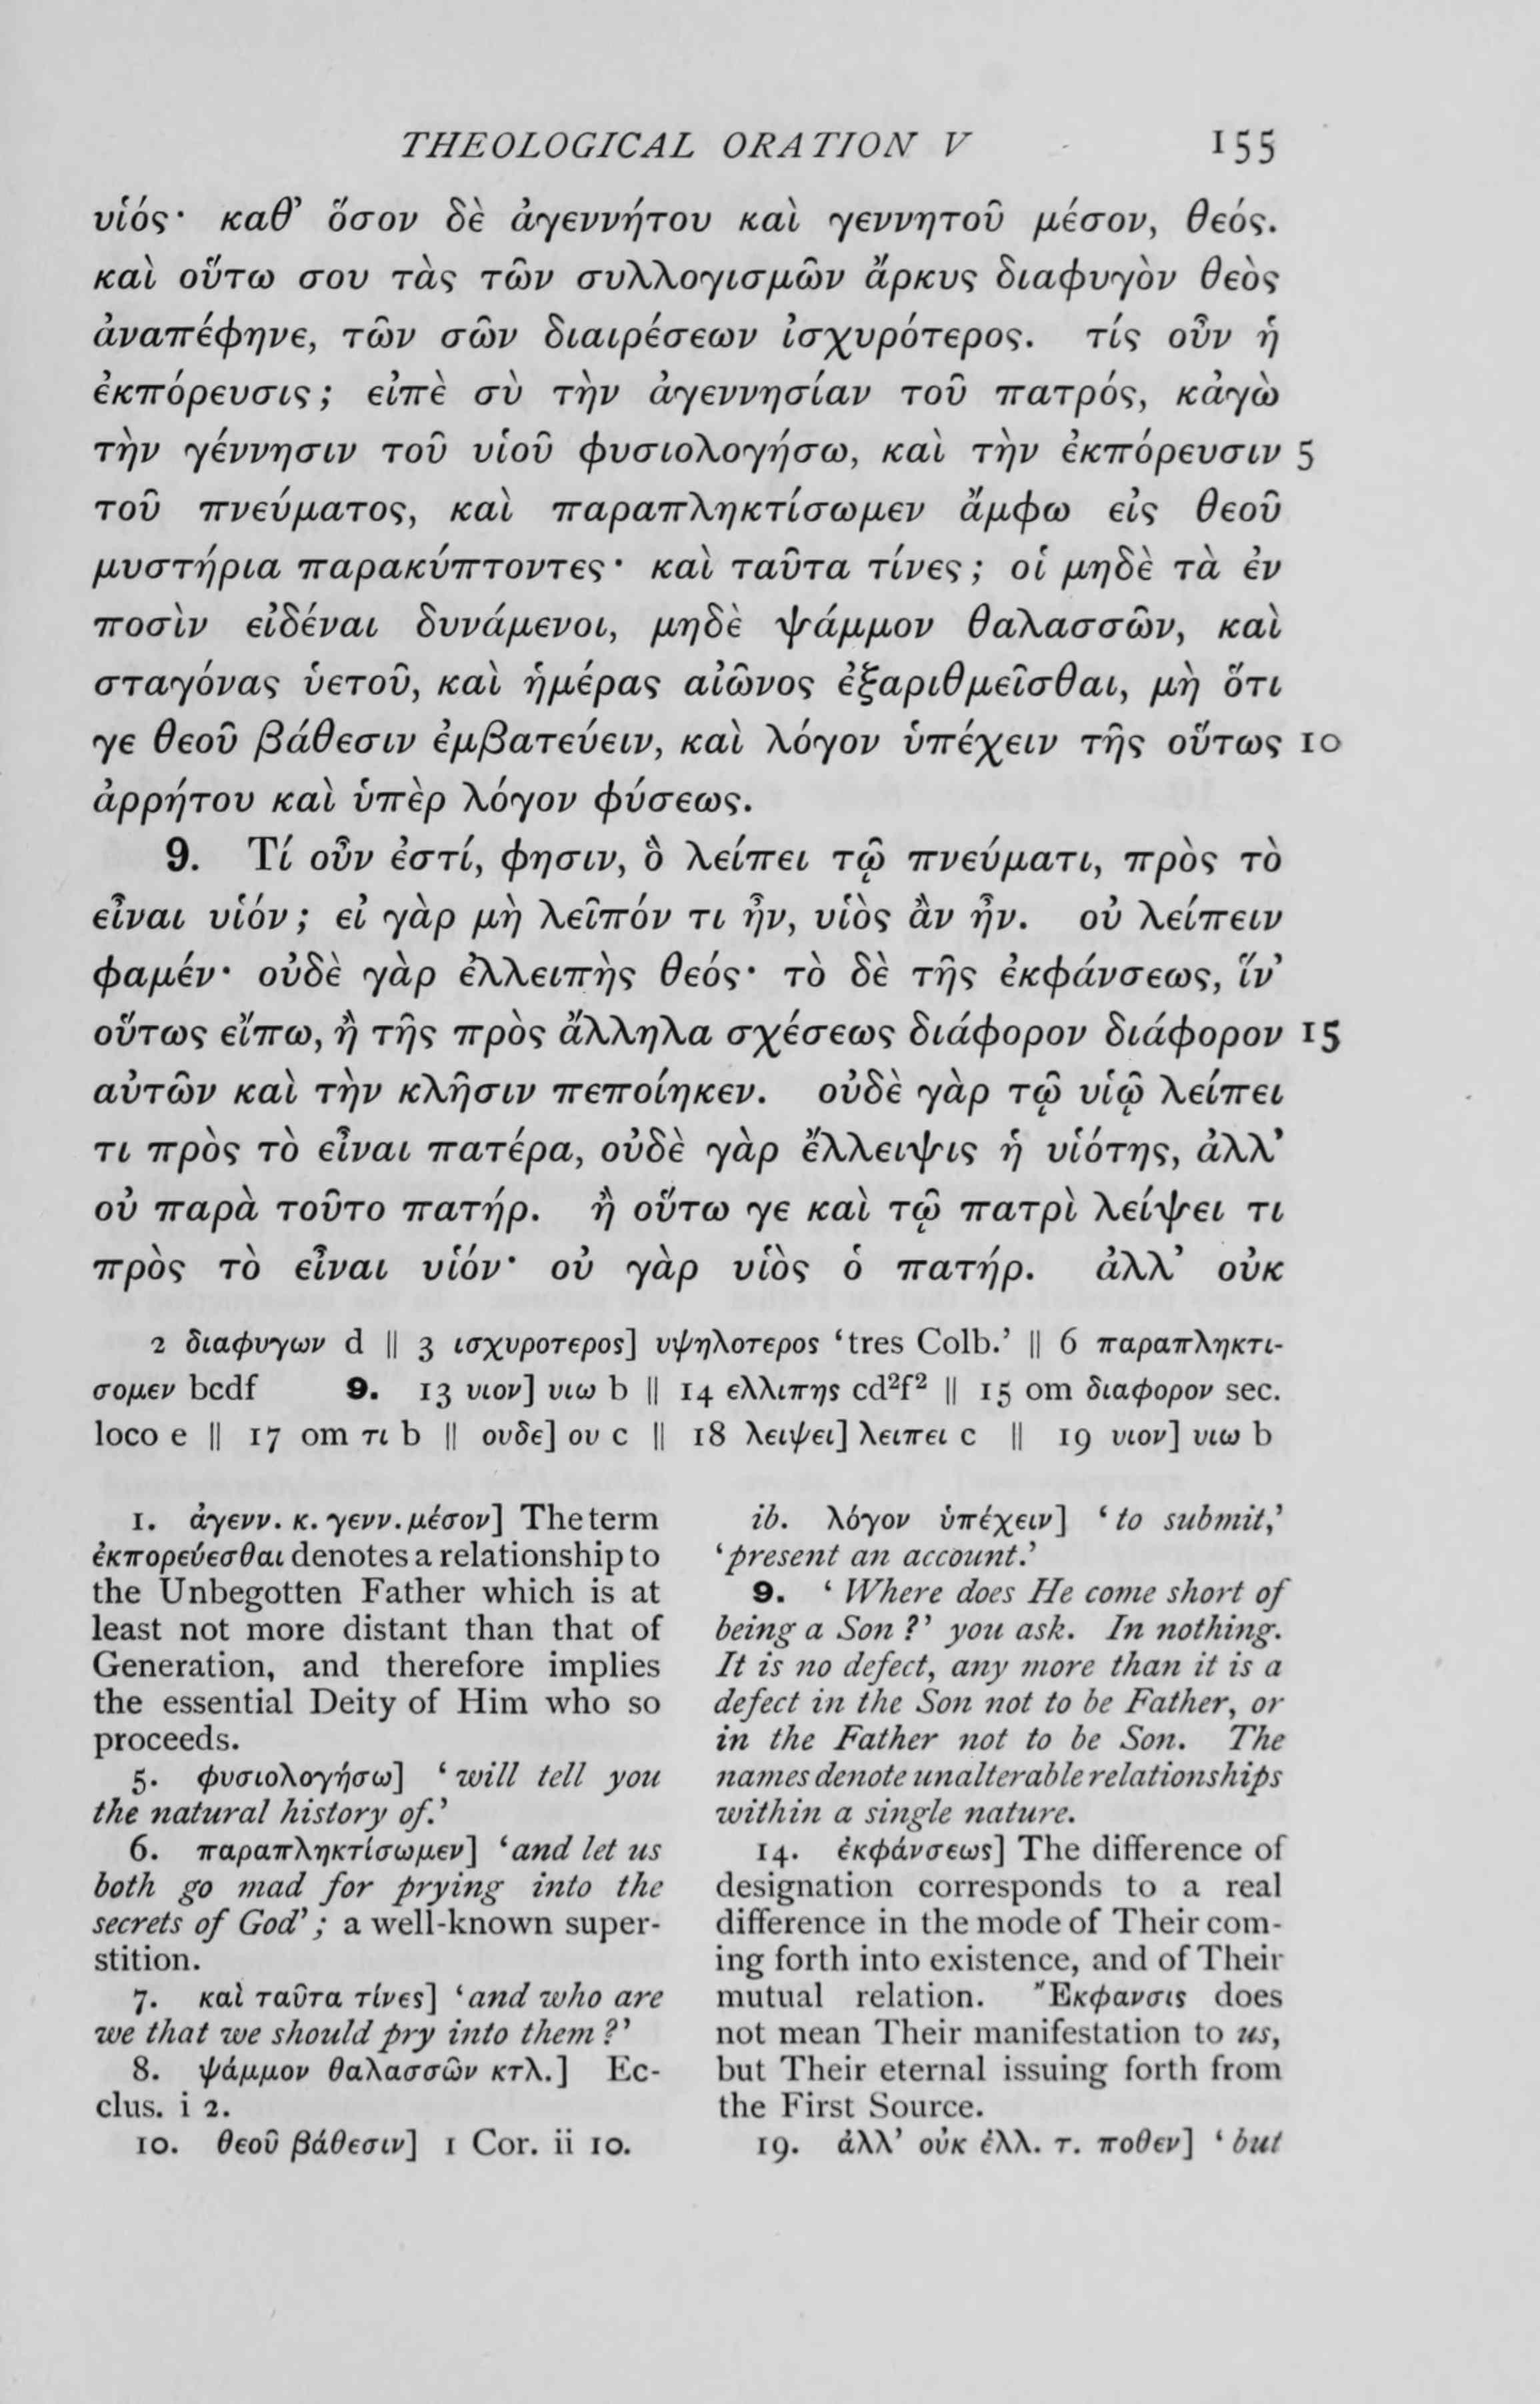 THEOLOGICAL ORATION V 155
υἱός· καθ’ ὅσον δὲ ἀγεννήτου καὶ γεννητοῦ μέσον, θεός.
καὶ οὕτω σου τὰς τῶν συλλογισμῶν ἄρκυς διαφυγὸν θεὸς
ἀναπέφηνε, τῶν σῶν διαιρέσεων ἰσχυρότερος. τίς οὖν ἡ
ἐκπόρευσις; εἰπὲ σὺ τὴν ἀγεννησίαν τοῦ πατρός, κἀγὼ
τὴν γέννησιν τοῦ υἱοῦ φυσιολογήσω, καὶ τὴν ἐκπόρευσιν 5
τοῦ πνεύματος, καὶ παραπληκτίσωμεν ἄμφω εἰς θεοῦ
μυστήρια παρακύπτοντες· καὶ ταῦτα τίνες; οἱ μηδὲ τὰ ἐν
ποσὶν εἰδέναι δυνάμενοι, μηδὲ ψάμμον θαλασσῶν, καὶ
σταγόνας ὑετοῦ, καὶ ἡμέρας αἰῶνος ἐξαριθμεῖσθαι, μὴ ὅτι
γε θεοῦ βάθεσιν ἐμβατεύειν, καὶ λόγον ὑπέχειν τῆς οὕτως 10
ἀρρήτου καὶ ὑπὲρ λόγον φύσεως.
9. Τί οὖν ἐστί, φησιν, ὃ λείπει τῷ πνεύματι, πρὸς τὸ
εἶναι υἱόν; εἰ γὰρ μὴ λεῖπόν τι ἦν, υἱὸς ἂν ἦν. οὐ λείπειν
φαμέν· οὐδὲ γὰρ ἐλλειπὴς θεός· τὸ δὲ τῆς ἐκφάνσεως, ἵν’
οὕτως εἴπω, ἢ τῆς πρὸς ἄλληλα σχέσεως διάφορον διάφορον 15
αὐτῶν καὶ τὴν κλῆσιν πεποίηκεν. οὐδὲ γὰρ τῷ υἱῷ λείπει
τι πρὸς τὸ εἶναι πατέρα, οὐδὲ γὰρ ἔλλειψις ἡ υἱότης, ἀλλ’
οὐ παρὰ τοῦτο πατήρ. ἢ οὕτω γε καὶ τῷ πατρὶ λείψει τι
πρὸς τὸ εἶναι υἱόν· οὐ γὰρ υἱὸς ὁ πατήρ. ἀλλ’ οὐκ
2 διαφυγων d || 3 ισχυροτερος] υψηλοτερος ‘tres Colb.’ || 6 παραπληκτι-
σομεν bcdf 9. 13 υιον] υιω b || 14 ελλιπης cd²f² || 15 om διαφορον sec.
loco e || 17 om τι b || ουδε] ου c || 18 λειψει] λειπει c || 19 υιον] υιω b
1. ἀγενν. κ. γενν. μέσον] The term
ἐκπορεύεσθαι denotes a relationship to
the Unbegotten Father which is at
least not more distant than that of
Generation, and therefore implies
the essential Deity of Him who so
proceeds.
5. φυσιολογήσω] ‘will tell you
the natural history of.’
6. παραπληκτίσωμεν] ‘and let us
both go mad for prying into the
secrets of God’; a well-known super-
stition.
7. καὶ ταῦτα τίνες] ‘and who are
we that we should pry into them?’
8. ψάμμον θαλασσῶν κτλ.] Ec-
clus. i 2.
10. θεοῦ βάθεσιν] 1 Cor. ii 10.
ib. λόγον ὑπέχειν] ‘to submit,’
‘present an account.’
9. ‘Where does He come short of
being a Son?’ you ask. In nothing.
It is no defect, any more than it is a
defect in the Son not to be Father, or
in the Father not to be Son. The
names denote unalterable relationships
within a single nature.
14. ἐκφάνσεως] The difference of
designation corresponds to a real
difference in the mode of Their com-
ing forth into existence, and of Their
mutual relation. Ἔκφανσις does
not mean Their manifestation to us,
but Their eternal issuing forth from
the First Source.
19. ἀλλ’ οὐκ ἐλλ. τ. ποθεν] ‘but